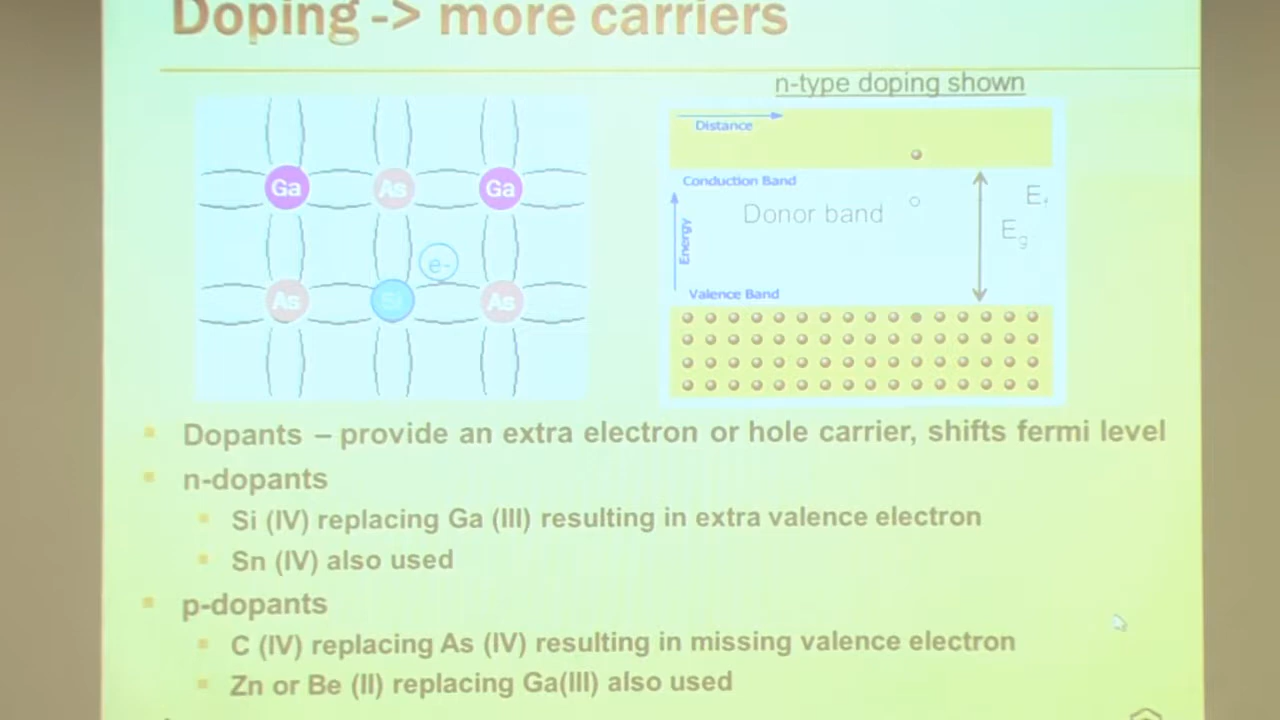 Doping -> more carriers
n-type doping shown
Distance
Ga As Ga
Conduction Band
Donor band
E
Energy
E g
e-
As Si As
Valence Band
Dopants – provide an extra electron or hole carrier, shifts fermi level
n-dopants
Si (IV) replacing Ga (III) resulting in extra valence electron
Sn (IV) also used
p-dopants
C (IV) replacing As (IV) resulting in missing valence electron
Zn or Be (II) replacing Ga(III) also used